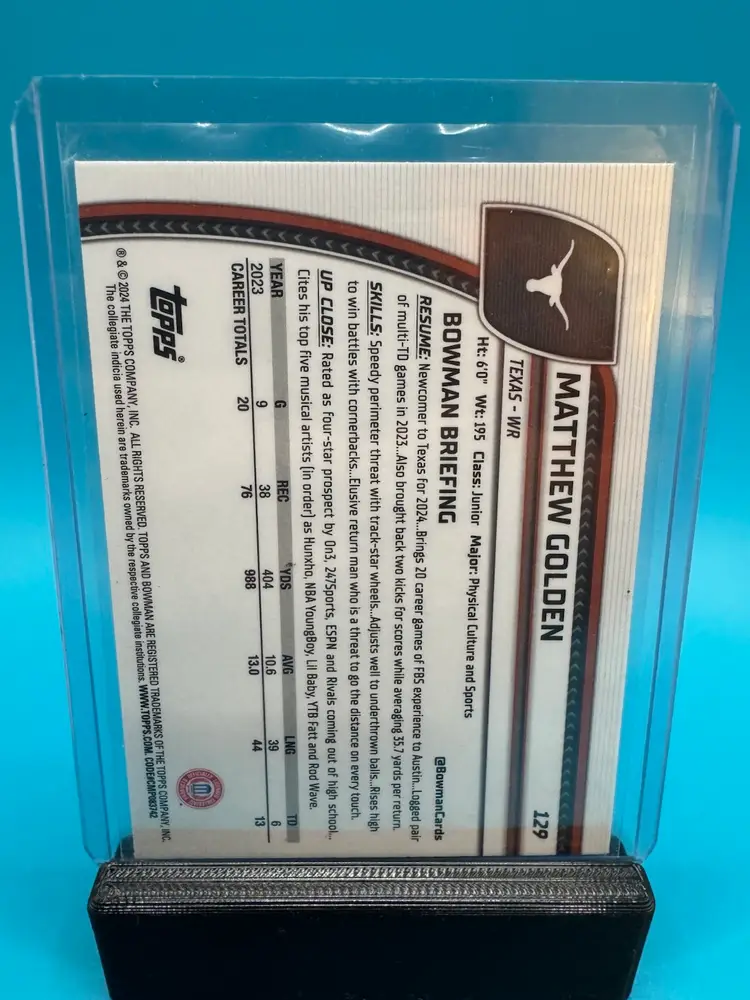 129
MATTHEW GOLDEN
TEXAS - WR
Ht: 6'0" Wt: 195 Class: Junior Major: Physical Culture and Sports
BOWMAN BRIEFING
@BowmanCards
RESUME: Newcomer to Texas for 2024...Brings 20 career games of FBS experience to Austin...Logged pair
of multi-TD games in 2023...Also brought back two kicks for scores while averaging 35.7 yards per return.
SKILLS: Speedy perimeter threat with track-star wheels...Adjusts well to underthrown balls...Rises high
to win battles with cornerbacks...Elusive return man who is a threat to go the distance on every touch.
UP CLOSE: Rated as four-star prospect by On3, 247Sports, ESPN and Rivals coming out of high school...
Cites his top five musical artists (in order) as Hunxho, NBA YoungBoy, Lil Baby, YTB Fatt and Rod Wave.
YEAR G REC YDS AVG LNG TD
2023 9 38 404 10.6 39 6
CAREER TOTALS 20 76 988 13.0 44 13
topps®
® & © 2024 THE TOPPS COMPANY, INC. ALL RIGHTS RESERVED. TOPPS AND BOWMAN ARE REGISTERED TRADEMARKS OF THE TOPPS COMPANY, INC.
The collegiate indicia used herein are trademarks owned by the respective collegiate institutions. WWW.TOPPS.COM. CODE#CMP093742